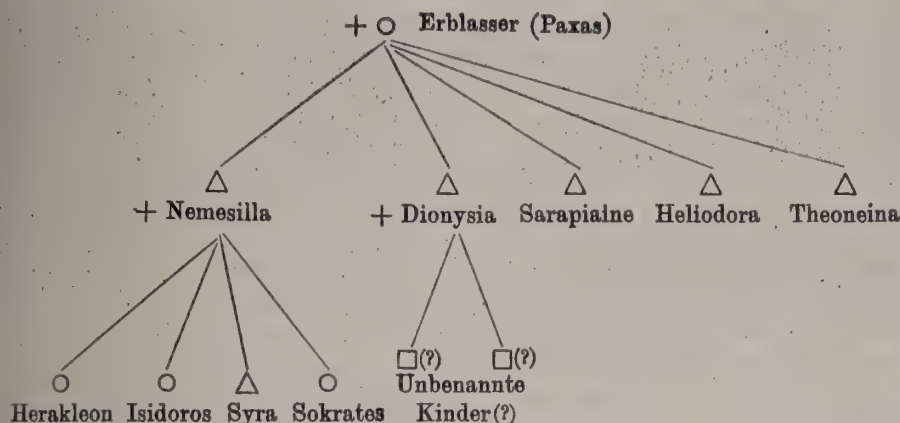 + Erblasser (Paxas)
+ Nemesilla + Dionysia Sarapiaine Heliodora Theoneina
(?) (?)
Unbenannte
Herakleon Isidoros Syra Sokrates Kinder(?)